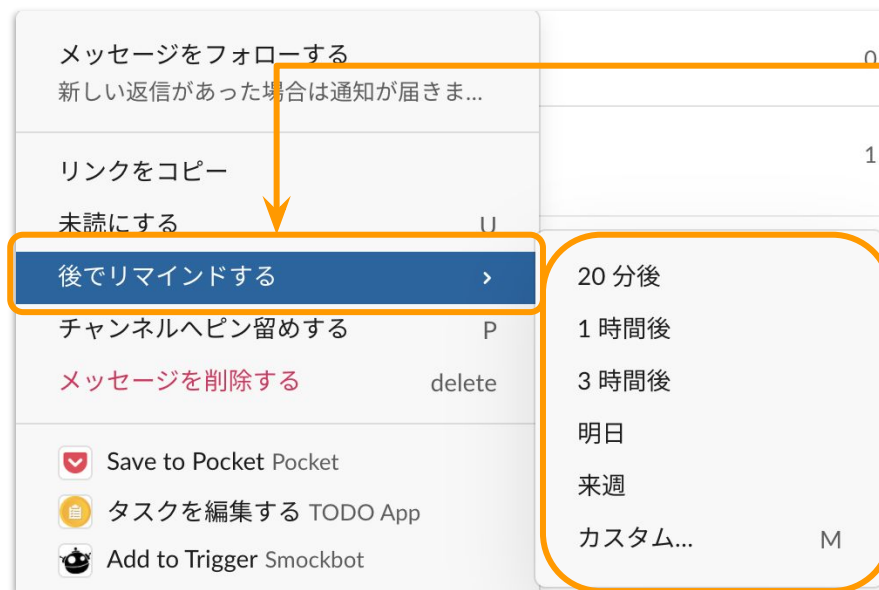 メッセージをフォローする
新しい返信があった場合は通知が届きま...
リンクをコピー
未読にする U
後でリマインドする >
チャンネルへピン留めする P
メッセージを削除する delete
Save to Pocket Pocket
タスクを編集する TODO App
Add to Trigger Smockbot
0
1
20 分後
1 時間後
3 時間後
明日
来週
カスタム... M